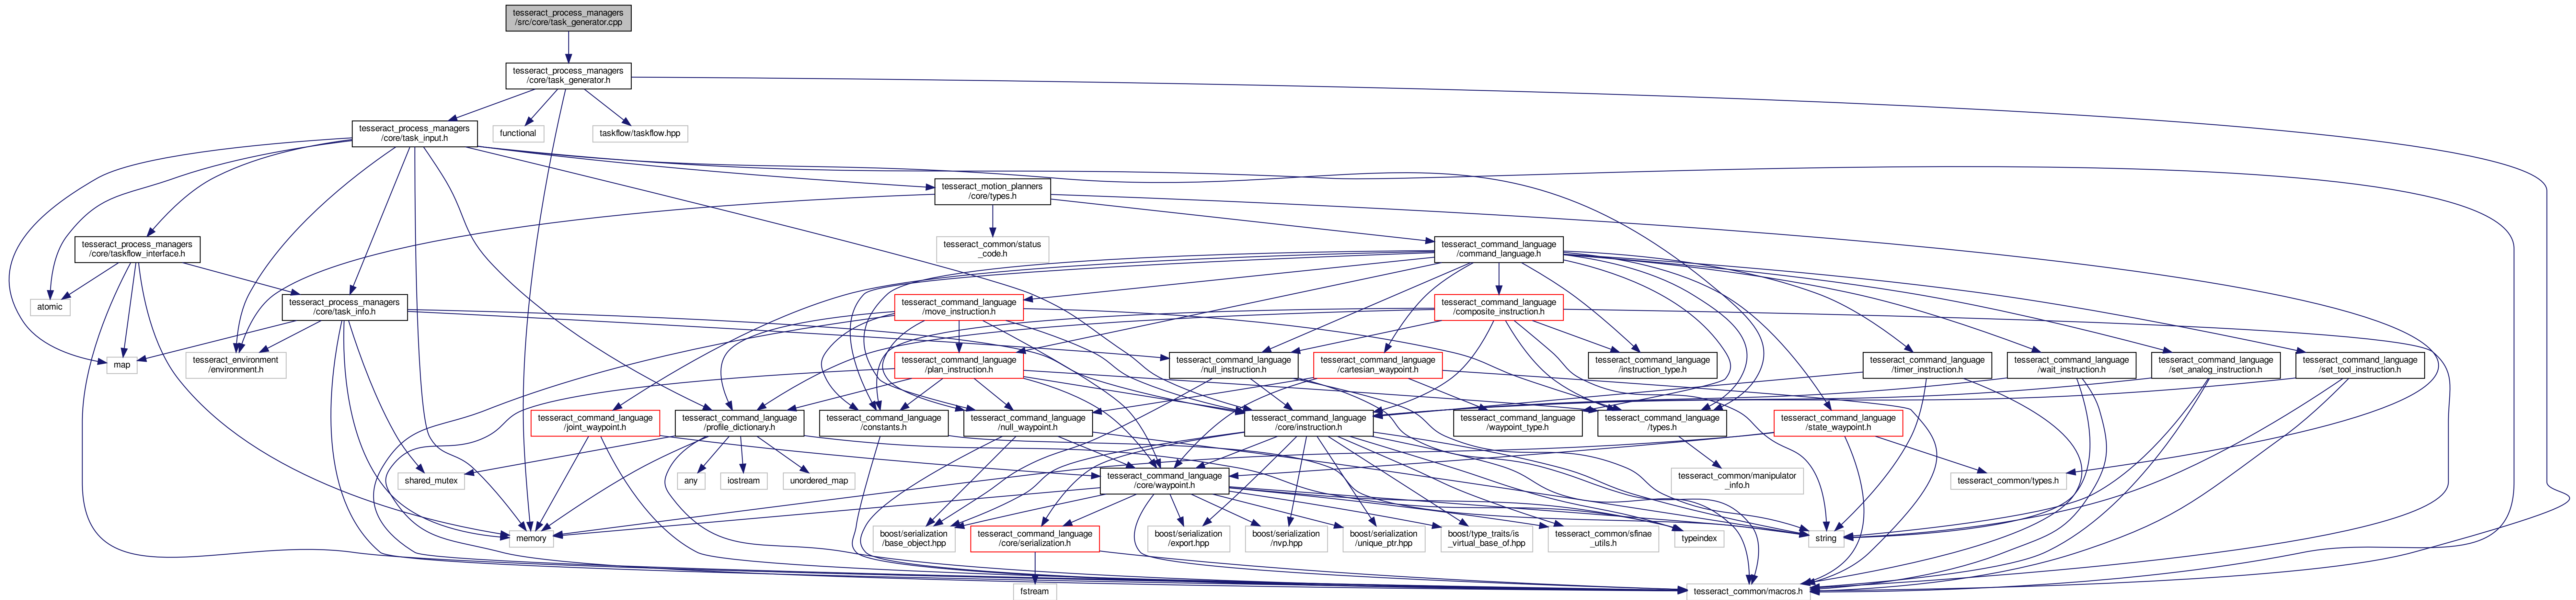 tesseract_process_managers
/src/core/task_generator.cpp
tesseract_process_managers
/core/task_generator.h
tesseract_process_managers
/core/task_input.h
functional
taskflow/taskflow.hpp
tesseract_motion_planners
/core/types.h
tesseract_process_managers
/core/taskflow_interface.h
tesseract_common/status
_code.h
tesseract_command_language
/command_language.h
atomic
tesseract_process_managers
/core/task_info.h
tesseract_command_language
/move_instruction.h
tesseract_command_language
/composite_instruction.h
map
tesseract_environment
/environment.h
tesseract_command_language
/plan_instruction.h
tesseract_command_language
/null_instruction.h
tesseract_command_language
/cartesian_waypoint.h
tesseract_command_language
/instruction_type.h
tesseract_command_language
/timer_instruction.h
tesseract_command_language
/wait_instruction.h
tesseract_command_language
/set_analog_instruction.h
tesseract_command_language
/set_tool_instruction.h
tesseract_command_language
/joint_waypoint.h
tesseract_command_language
/profile_dictionary.h
tesseract_command_language
/constants.h
tesseract_command_language
/null_waypoint.h
tesseract_command_language
/core/instruction.h
tesseract_command_language
/waypoint_type.h
tesseract_command_language
/types.h
tesseract_command_language
/state_waypoint.h
shared_mutex
any
iostream
unordered_map
tesseract_command_language
/core/waypoint.h
tesseract_common/manipulator
_info.h
tesseract_common/types.h
memory
boost/serialization
/base_object.hpp
tesseract_command_language
/core/serialization.h
boost/serialization
/export.hpp
boost/serialization
/nvp.hpp
boost/serialization
/unique_ptr.hpp
boost/type_traits/is
_virtual_base_of.hpp
tesseract_common/sfinae
_utils.h
typeindex
string
fstream
tesseract_common/macros.h